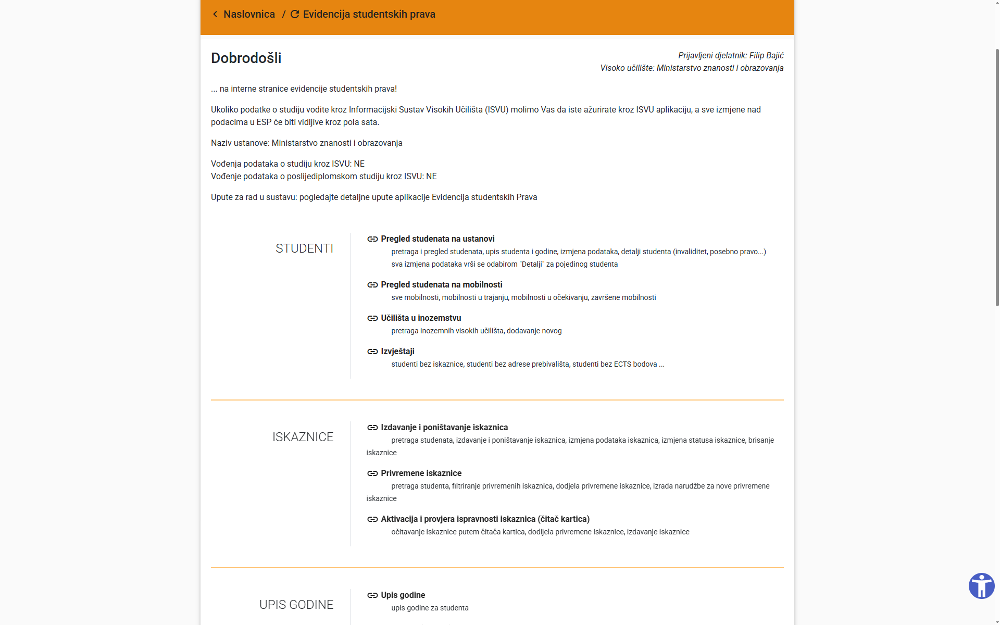 Naslovnica / Evidencija studentskih prava
Dobrodošli
Prijavljeni djelatnik: Filip Bajić
Visoko učilište: Ministarstvo znanosti i obrazovanja
... na interne stranice evidencije studentskih prava!
Ukoliko podatke o studiju vodite kroz Informacijski Sustav Visokih Učilišta (ISVU) molimo Vas da iste ažurirate kroz ISVU aplikaciju, a sve izmjene nad
podacima u ESP će biti vidljive kroz pola sata.
Naziv ustanove: Ministarstvo znanosti i obrazovanja
Vođenja podataka o studiju kroz ISVU: NE
Vođenje podataka o poslijediplomskom studiju kroz ISVU: NE
Upute za rad u sustavu: pogledajte detaljne upute aplikacije Evidencija studentskih Prava
STUDENTI
Pregled studenata na ustanovi
pretraga i pregled studenata, upis studenta i godine, izmjena podataka, detalji studenta (invaliditet, posebno pravo...)
sva izmjena podataka vrši se odabirom "Detalji" za pojedinog studenta
Pregled studenata na mobilnosti
sve mobilnosti, mobilnosti u trajanju, mobilnosti u očekivanju, završene mobilnosti
Učilišta u inozemstvu
pretraga inozemnih visokih učilišta, dodavanje novog
Izvještaji
studenti bez iskaznice, studenti bez adrese prebivališta, studenti bez ECTS bodova ...
ISKAZNICE
Izdavanje i poništavanje iskaznica
pretraga studenata, izdavanje i poništavanje iskaznica, izmjena podataka iskaznica, izmjena statusa iskaznice, brisanje
iskaznice
Privremene iskaznice
pretraga studenta, filtriranje privremenih iskaznica, dodjela privremene iskaznice, izrada narudžbe za nove privremene
iskaznice
Aktivacija i provjera ispravnosti iskaznica (čitač kartica)
očitavanje iskaznice putem čitača kartica, dodijela privremene iskaznice, izdavanje iskaznice
UPIS GODINE
Upis godine
upis godine za studenta